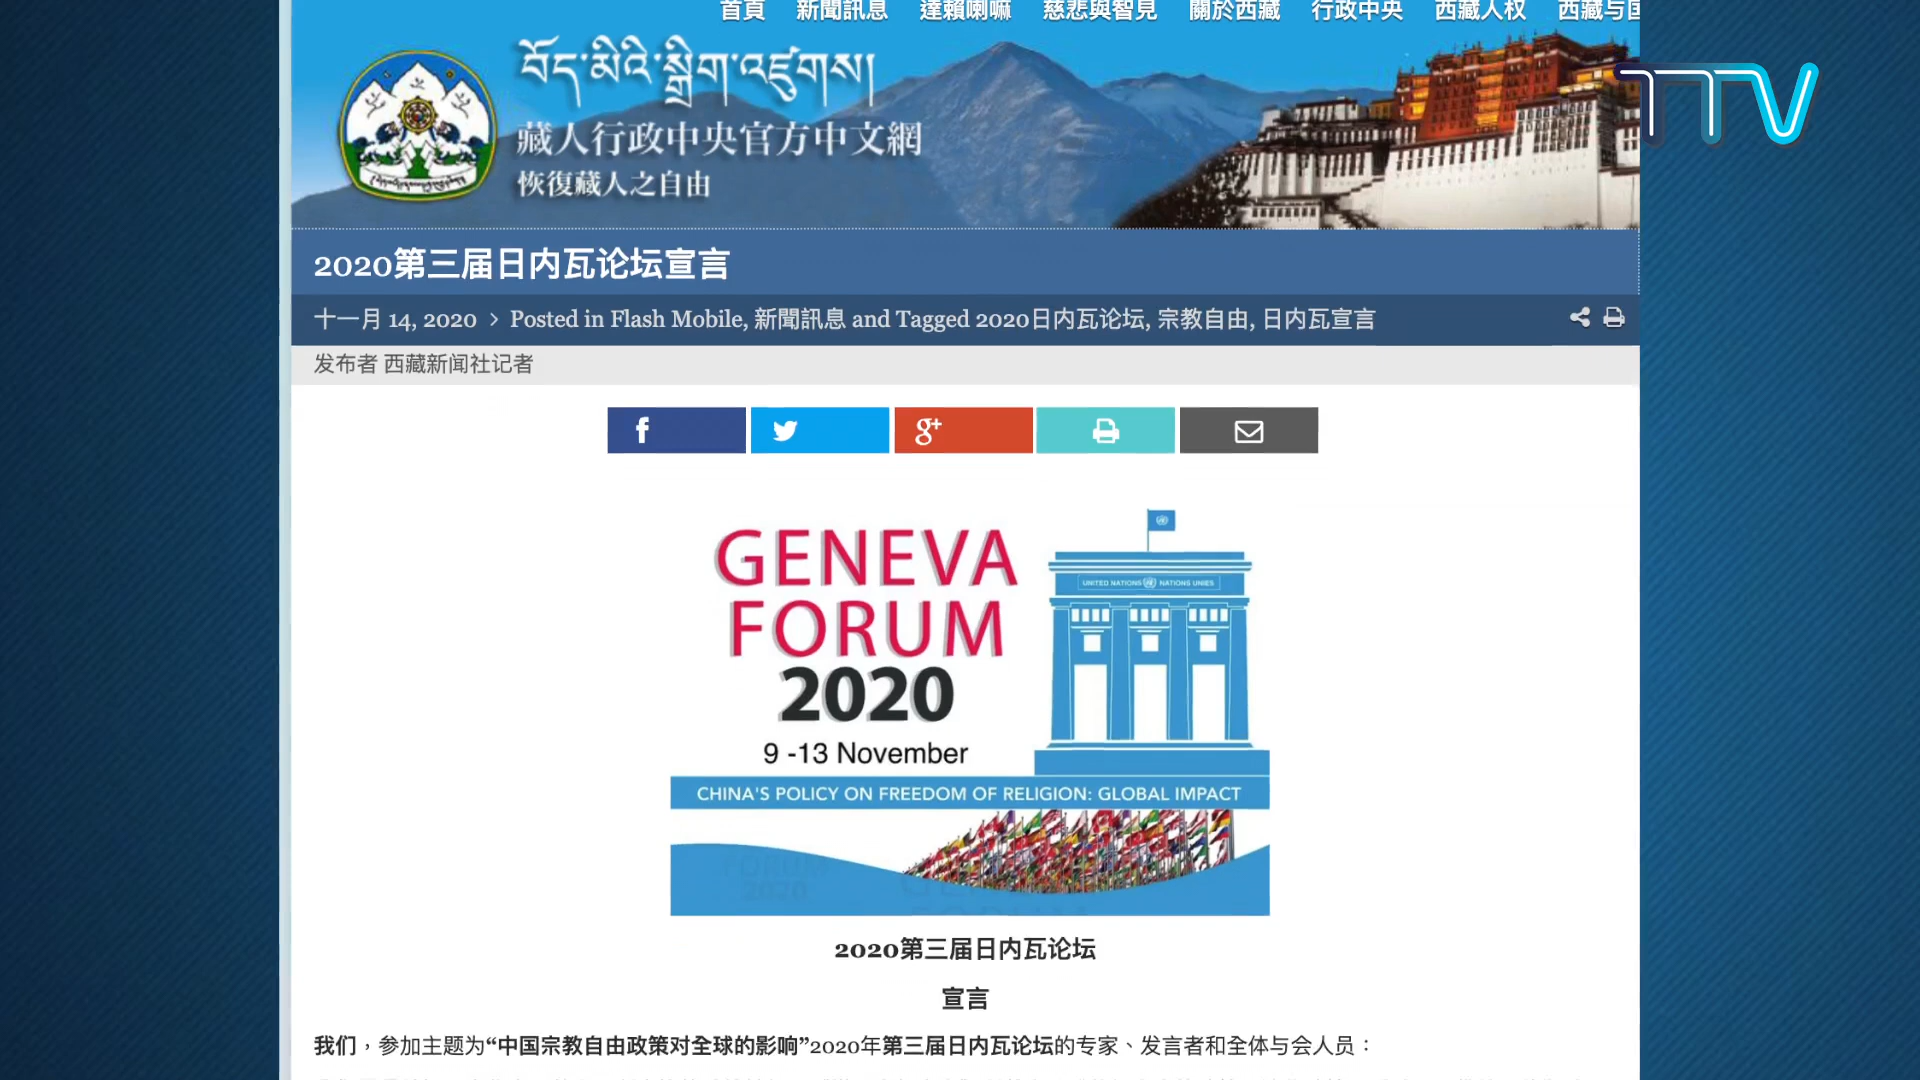 首頁 新聞訊息 達賴喇嘛 慈悲與智見 關於西藏 行政中央 西藏人权 西藏与
TTV
བོད་མིའི་སྒྲིག་འཛུགས།
藏人行政中央官方中文網
恢復藏人之自由
2020第三届日内瓦论坛宣言
十一月 14, 2020 > Posted in Flash Mobile, 新聞訊息 and Tagged 2020日内瓦论坛, 宗教自由, 日内瓦宣言
发布者 西藏新闻社记者
GENEVA
FORUM
2020
9 -13 November
UNITED NATIONS NATIONS UNIES
CHINA'S POLICY ON FREEDOM OF RELIGION: GLOBAL IMPACT
2020第三届日内瓦论坛
宣言
我们，参加主题为“中国宗教自由政策对全球的影响”2020年第三届日内瓦论坛的专家、发言者和全体与会人员：